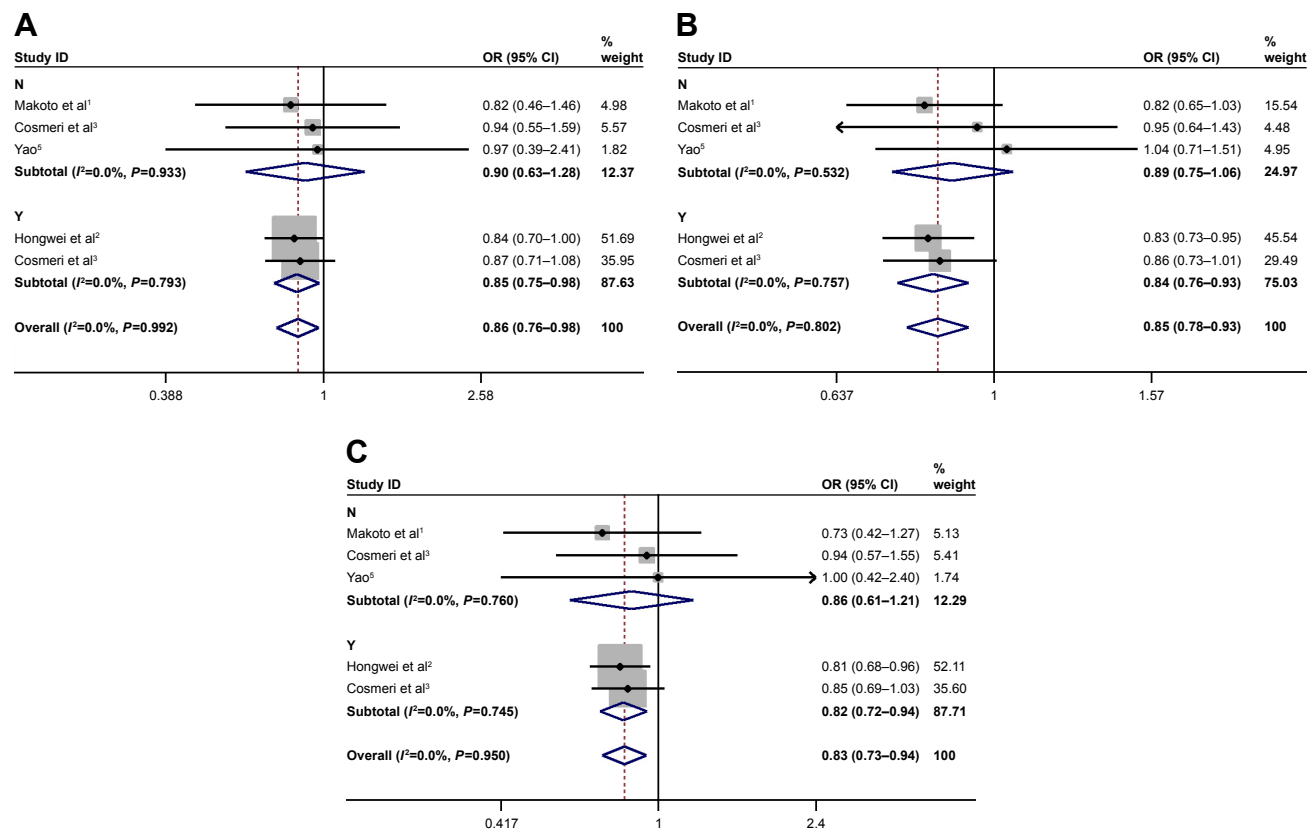 A
Study ID OR (95% CI) % weight
N
Makoto et al¹ 0.82 (0.46–1.46) 4.98
Cosmeri et al³ 0.94 (0.55–1.59) 5.57
Yao⁵ 0.97 (0.39–2.41) 1.82
Subtotal (I²=0.0%, P=0.933) 0.90 (0.63–1.28) 12.37
Y
Hongwei et al² 0.84 (0.70–1.00) 51.69
Cosmeri et al³ 0.87 (0.71–1.08) 35.95
Subtotal (I²=0.0%, P=0.793) 0.85 (0.75–0.98) 87.63
Overall (I²=0.0%, P=0.992) 0.86 (0.76–0.98) 100
0.388 1 2.58
B
Study ID OR (95% CI) % weight
N
Makoto et al¹ 0.82 (0.65–1.03) 15.54
Cosmeri et al³ 0.95 (0.64–1.43) 4.48
Yao⁵ 1.04 (0.71–1.51) 4.95
Subtotal (I²=0.0%, P=0.532) 0.89 (0.75–1.06) 24.97
Y
Hongwei et al² 0.83 (0.73–0.95) 45.54
Cosmeri et al³ 0.86 (0.73–1.01) 29.49
Subtotal (I²=0.0%, P=0.757) 0.84 (0.76–0.93) 75.03
Overall (I²=0.0%, P=0.802) 0.85 (0.78–0.93) 100
0.637 1 1.57
C
Study ID OR (95% CI) % weight
N
Makoto et al¹ 0.73 (0.42–1.27) 5.13
Cosmeri et al³ 0.94 (0.57–1.55) 5.41
Yao⁵ 1.00 (0.42–2.40) 1.74
Subtotal (I²=0.0%, P=0.760) 0.86 (0.61–1.21) 12.29
Y
Hongwei et al² 0.81 (0.68–0.96) 52.11
Cosmeri et al³ 0.85 (0.69–1.03) 35.60
Subtotal (I²=0.0%, P=0.745) 0.82 (0.72–0.94) 87.71
Overall (I²=0.0%, P=0.950) 0.83 (0.73–0.94) 100
0.417 1 2.4